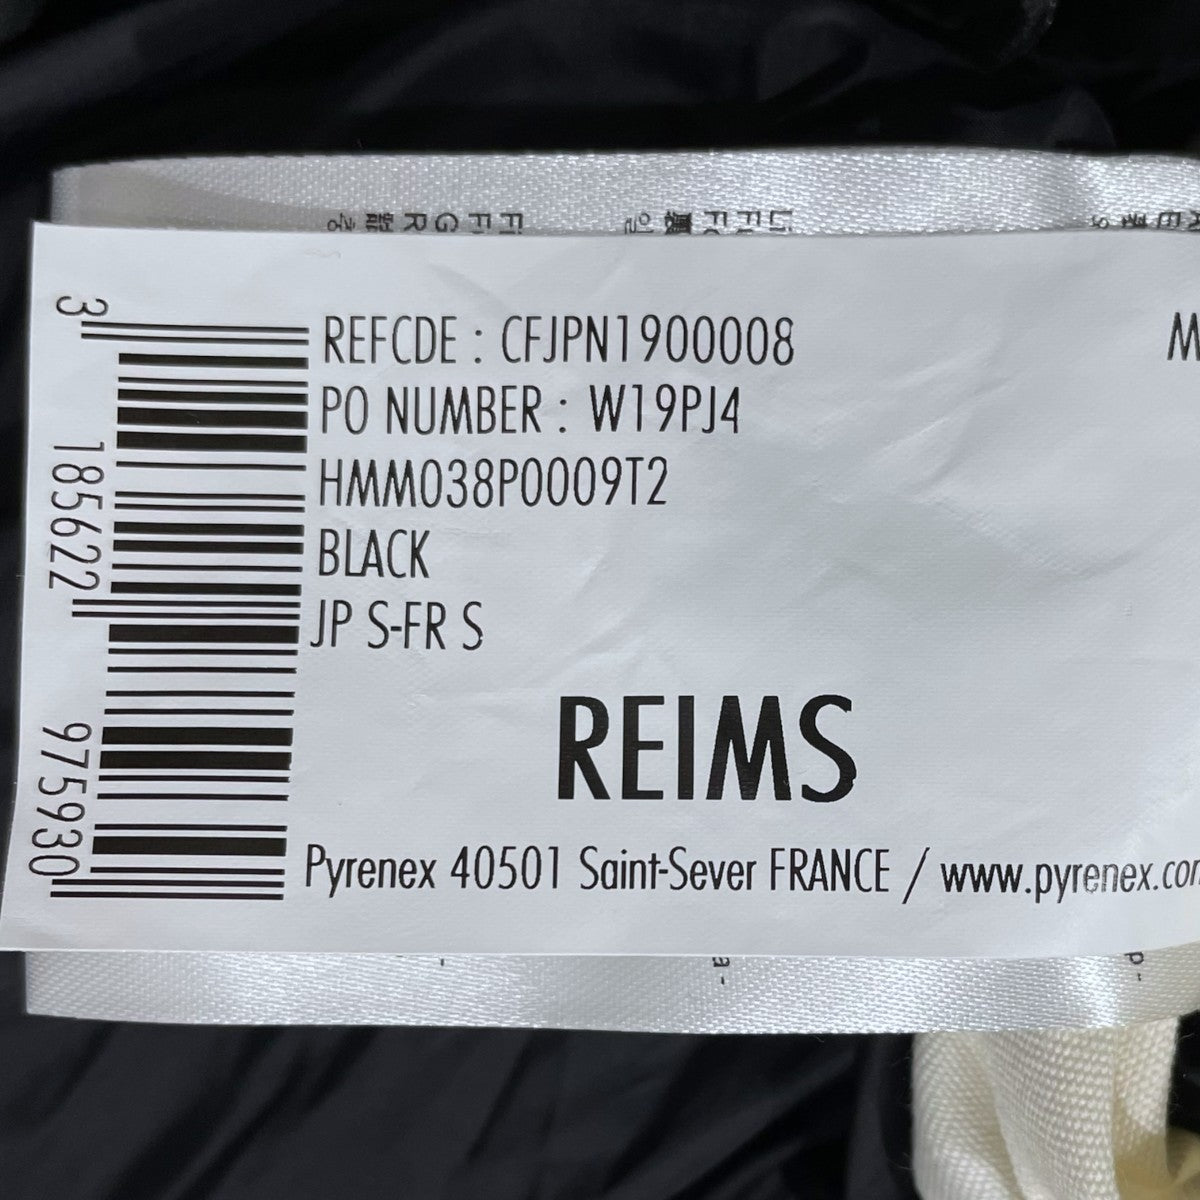 REFCDE : CFJPN1900008
PO NUMBER : W19PJ4
HMM038P0009T2
BLACK
JP S-FR S
REIMS
Pyrenex 40501 Saint-Sever FRANCE / www.pyrenex.com
3 185622 975930